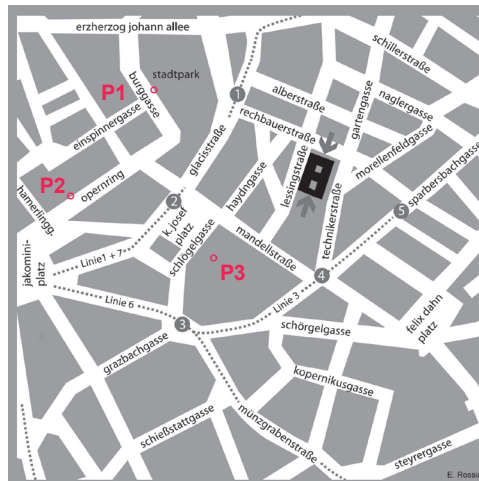 erzherzog johann allee
schillerstraße
stadtpark
P1
burggasse
1
alberstraße
gartengasse
naglergasse
einspinnergasse
rechbauerstraße
glacisstraße
morellenfeldgasse
lessingstraße
haydngasse
sparbersbachgasse
P2
opernring
hamerlingg.
2
technikerstraße
5
k. josef
platz
schlögelgasse
mandellstraße
jakomini-
platz
Linie1 + 7
P3
4
Linie 6
Linie 3
felix dahn
platz
3
schörgelgasse
grazbachgasse
kopernikusgasse
münzgrabenstraße
schießstattgasse
steyrergasse
E. Rossia